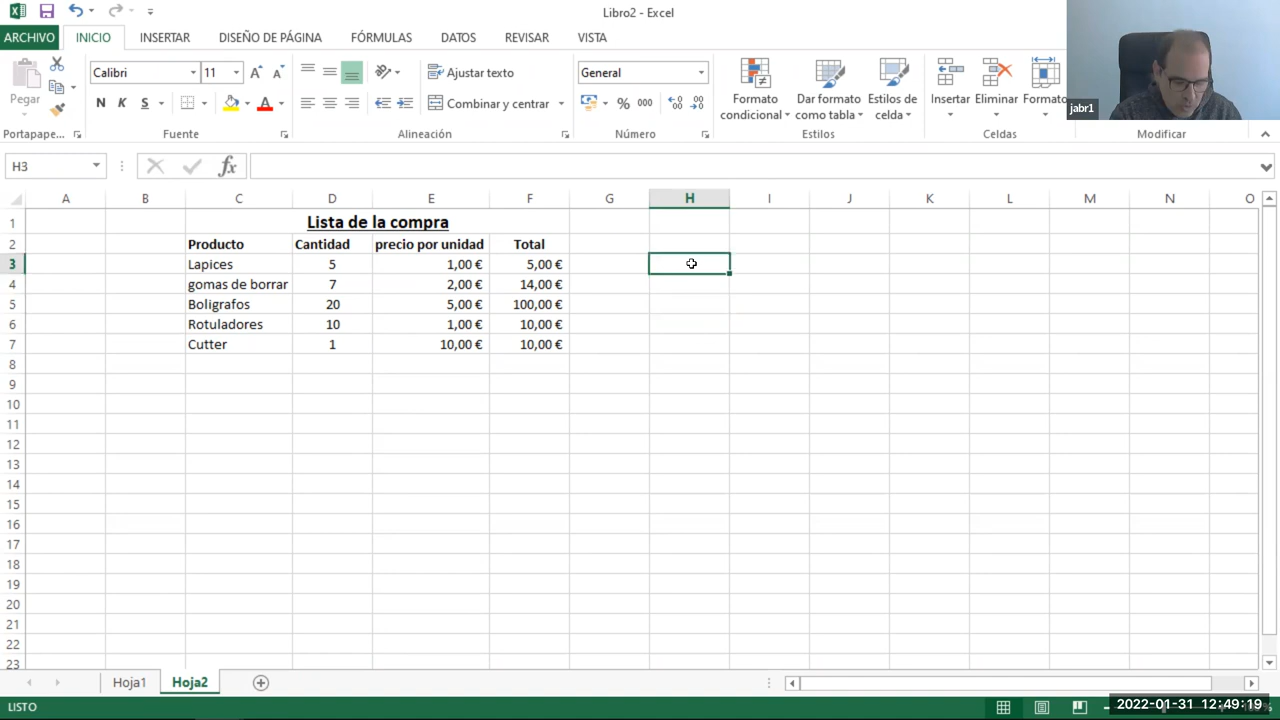 Libro2 - Excel
ARCHIVO INICIO INSERTAR DISEÑO DE PÁGINA FÓRMULAS DATOS REVISAR VISTA
Pegar
Calibri 11
N K S
Ajustar texto
Combinar y centrar
General
% 000
Formato condicional
Dar formato como tabla
Estilos de celda
Insertar Eliminar Formato
jabr1
Portapape... Fuente Alineación Número Estilos Celdas Modificar
H3 fx
A B C D E F G H I J K L M N O
1 Lista de la compra
2 Producto Cantidad precio por unidad Total
3 Lapices 5 1,00 € 5,00 €
4 gomas de borrar 7 2,00 € 14,00 €
5 Boligrafos 20 5,00 € 100,00 €
6 Rotuladores 10 1,00 € 10,00 €
7 Cutter 1 10,00 € 10,00 €
8
9
10
11
12
13
14
15
16
17
18
19
20
21
22
23
Hoja1 Hoja2
LISTO
2022-01-31 12:49:19